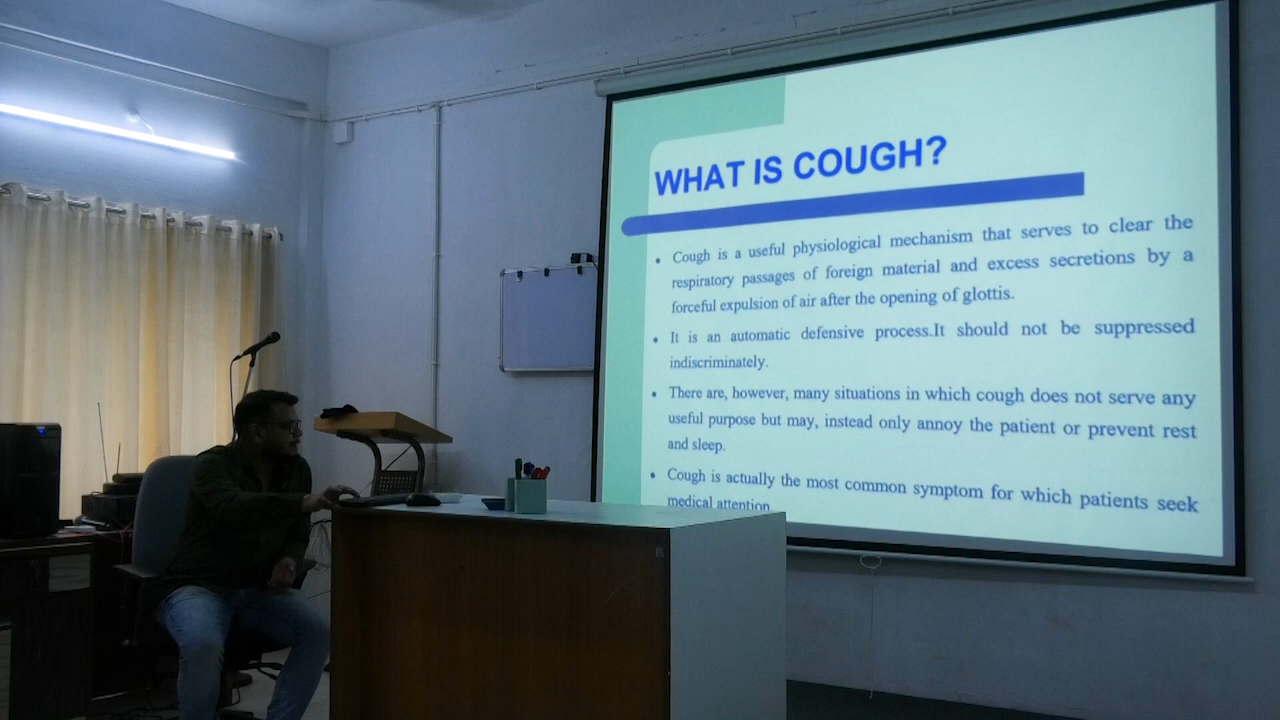 WHAT IS COUGH?
• Cough is a useful physiological mechanism that serves to clear the
respiratory passages of foreign material and excess secretions by a
forceful expulsion of air after the opening of glottis.
• It is an automatic defensive process.It should not be suppressed
indiscriminately.
• There are, however, many situations in which cough does not serve any
useful purpose but may, instead only annoy the patient or prevent rest
and sleep.
• Cough is actually the most common symptom for which patients seek
medical attention.